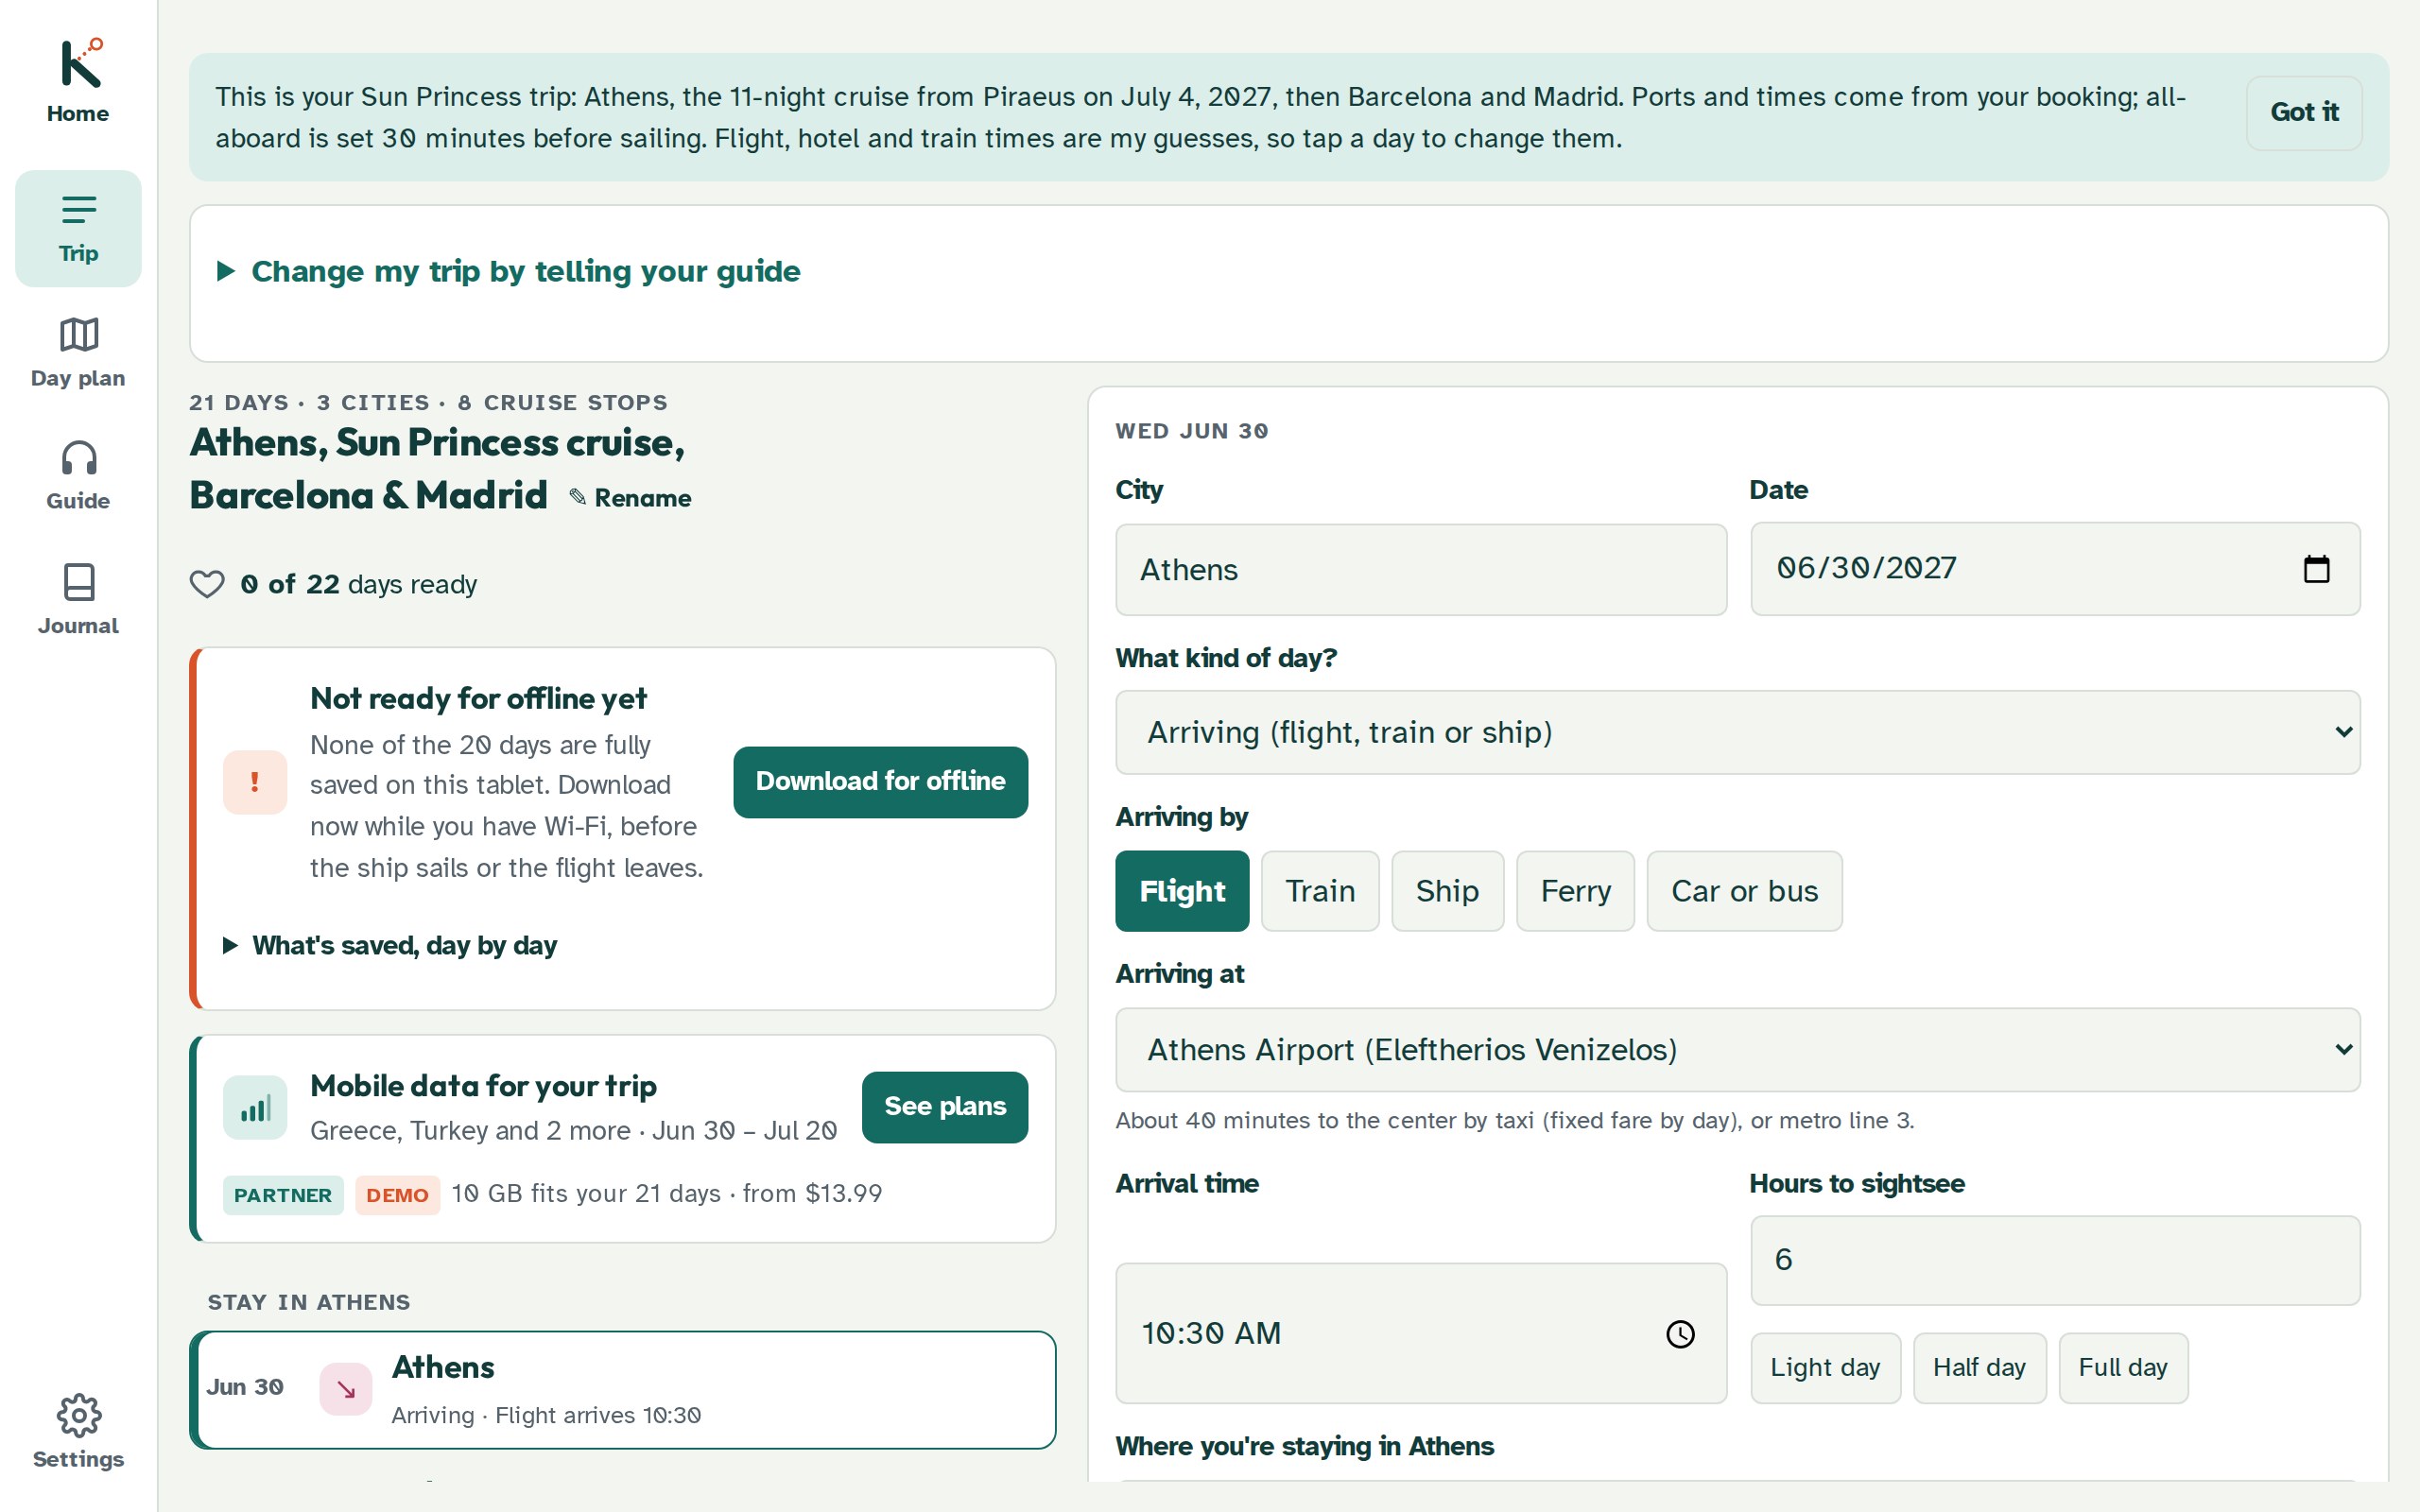 Home
Trip
Day plan
Guide
Journal
Settings
This is your Sun Princess trip: Athens, the 11-night cruise from Piraeus on July 4, 2027, then Barcelona and Madrid. Ports and times come from your booking; all-
aboard is set 30 minutes before sailing. Flight, hotel and train times are my guesses, so tap a day to change them.
Got it
▶ Change my trip by telling your guide
21 DAYS · 3 CITIES · 8 CRUISE STOPS
Athens, Sun Princess cruise,
Barcelona & Madrid ✎ Rename
0 of 22 days ready
!
Not ready for offline yet
None of the 20 days are fully
saved on this tablet. Download
now while you have Wi-Fi, before
the ship sails or the flight leaves.
Download for offline
▶ What's saved, day by day
Mobile data for your trip
Greece, Turkey and 2 more · Jun 30 – Jul 20
See plans
PARTNER DEMO 10 GB fits your 21 days · from $13.99
STAY IN ATHENS
Jun 30
↘
Athens
Arriving · Flight arrives 10:30
WED JUN 30
City
Date
Athens
06/30/2027
What kind of day?
Arriving (flight, train or ship)
Arriving by
Flight Train Ship Ferry Car or bus
Arriving at
Athens Airport (Eleftherios Venizelos)
About 40 minutes to the center by taxi (fixed fare by day), or metro line 3.
Arrival time
Hours to sightsee
10:30 AM
6
Light day Half day Full day
Where you're staying in Athens